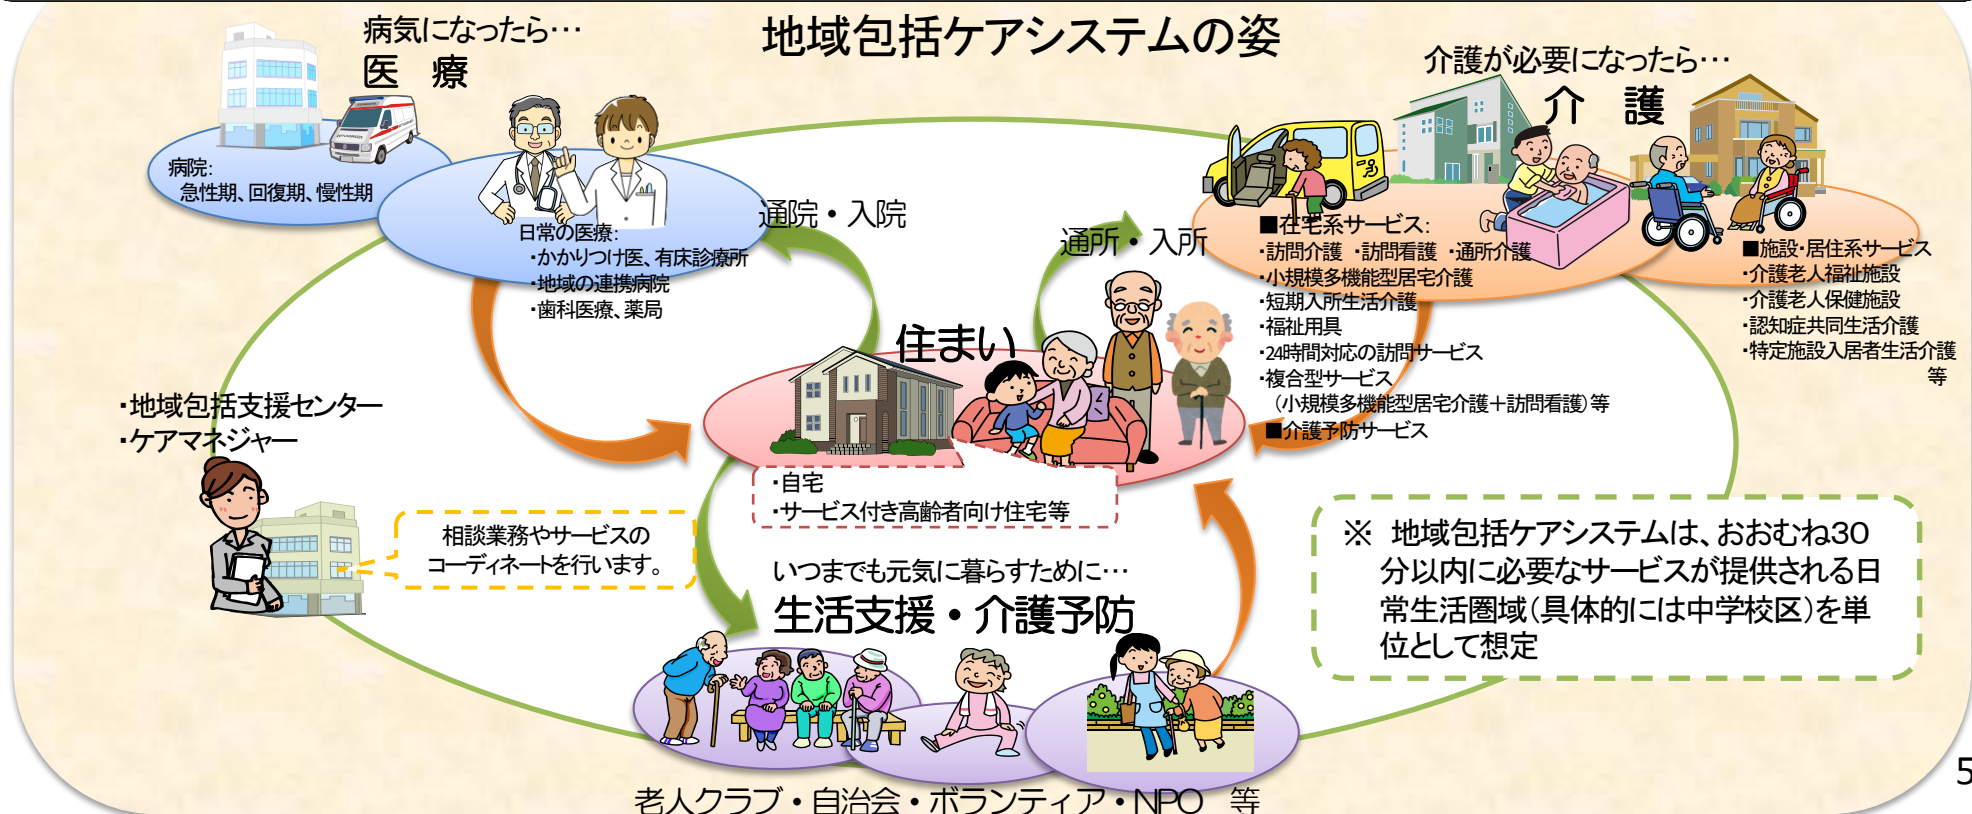 地域包括ケアシステムの姿
病気になったら…
医　療
病院：
急性期、回復期、慢性期
日常の医療：
・かかりつけ医、有床診療所
・地域の連携病院
・歯科医療、薬局
通院・入院
通所・入所
介護が必要になったら…
介　護
■在宅系サービス：
・訪問介護　・訪問看護　・通所介護
・小規模多機能型居宅介護
・短期入所生活介護
・福祉用具
・24時間対応の訪問サービス
・複合型サービス
（小規模多機能型居宅介護＋訪問看護）等
■介護予防サービス
■施設・居住系サービス
・介護老人福祉施設
・介護老人保健施設
・認知症共同生活介護
・特定施設入居者生活介護
等
住まい
・自宅
・サービス付き高齢者向け住宅等
・地域包括支援センター
・ケアマネジャー
相談業務やサービスの
コーディネートを行います。
いつまでも元気に暮らすために…
生活支援・介護予防
老人クラブ・自治会・ボランティア・NPO　等
※　地域包括ケアシステムは、おおむね30
分以内に必要なサービスが提供される日
常生活圏域（具体的には中学校区）を単
位として想定
5